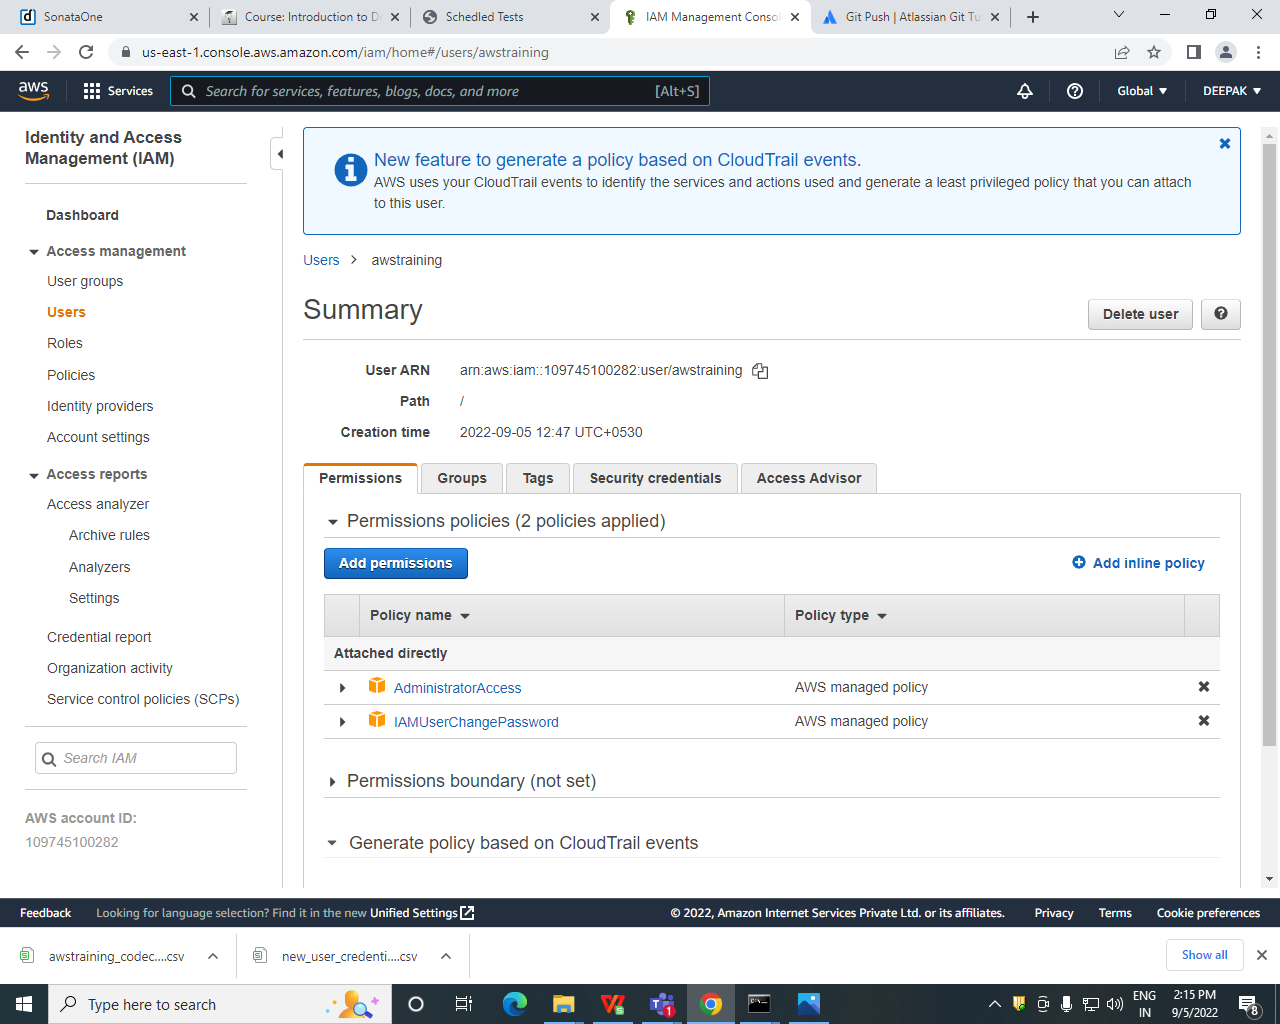 SonataOne
Course: Introduction to D
Schedled Tests
IAM Management Conso
Git Push | Atlassian Git Tu
us-east-1.console.aws.amazon.com/iam/home#/users/awstraining
aws
Services
Search for services, features, blogs, docs, and more
[Alt+S]
Global
DEEPAK
Identity and Access
Management (IAM)
Dashboard
Access management
User groups
Users
Roles
Policies
Identity providers
Account settings
Access reports
Access analyzer
Archive rules
Analyzers
Settings
Credential report
Organization activity
Service control policies (SCPs)
Search IAM
AWS account ID:
109745100282
New feature to generate a policy based on CloudTrail events.
AWS uses your CloudTrail events to identify the services and actions used and generate a least privileged policy that you can attach
to this user.
Users > awstraining
Summary
Delete user
User ARN arn:aws:iam::109745100282:user/awstraining
Path /
Creation time 2022-09-05 12:47 UTC+0530
Permissions Groups Tags Security credentials Access Advisor
Permissions policies (2 policies applied)
Add permissions
Add inline policy
Policy name Policy type
Attached directly
AdministratorAccess AWS managed policy
IAMUserChangePassword AWS managed policy
Permissions boundary (not set)
Generate policy based on CloudTrail events
Feedback Looking for language selection? Find it in the new Unified Settings
© 2022, Amazon Internet Services Private Ltd. or its affiliates. Privacy Terms Cookie preferences
awstraining_codec....csv
new_user_credenti....csv
Show all
Type here to search
1
ENG
IN
2:15 PM
9/5/2022
8